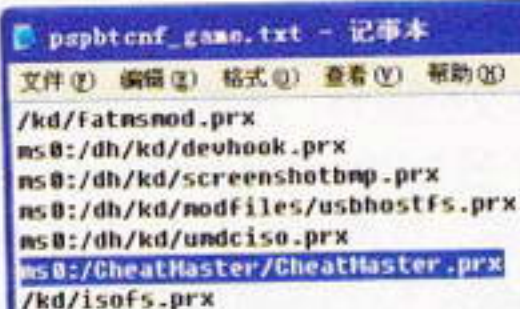 pspbtcnf_game.txt - 记事本
文件(F) 编辑(E) 格式(O) 查看(V) 帮助(H)
/kd/fatmsmod.prx
ms0:/dh/kd/devhook.prx
ms0:/dh/kd/screenshotbmp.prx
ms0:/dh/kd/modfiles/usbhostfs.prx
ms0:/dh/kd/umdciso.prx
ms0:/CheatMaster/CheatMaster.prx
/kd/isofs.prx